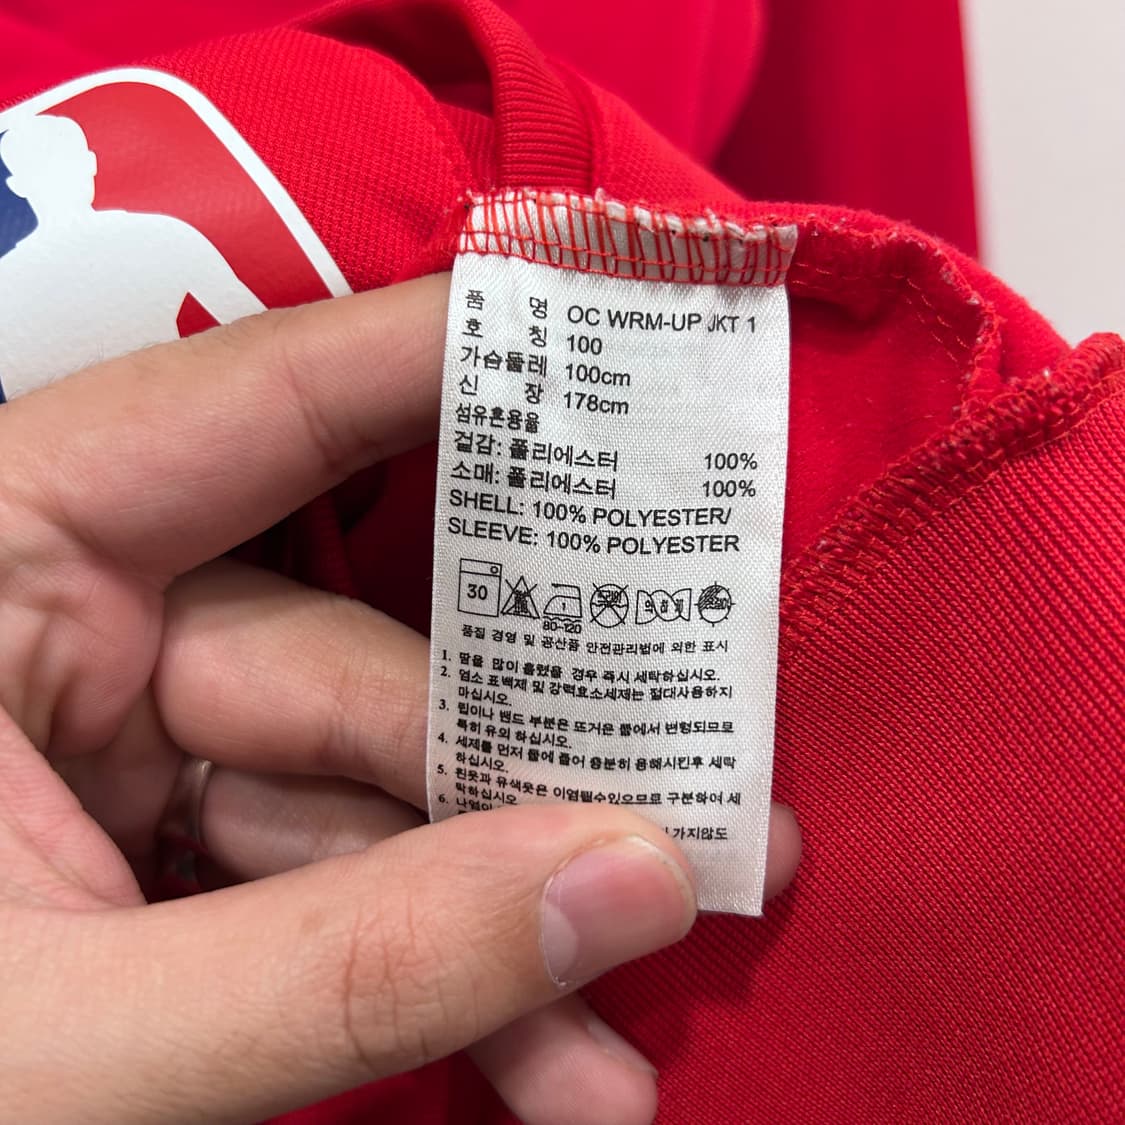 품 명 OC WRM-UP JKT 1
호 칭 100
가슴둘레 100cm
신 장 178cm
섬유혼용율
겉감: 폴리에스터 100%
소매: 폴리에스터 100%
SHELL: 100% POLYESTER/
SLEEVE: 100% POLYESTER
30
80-120
품질 경영 및 공산품 안전관리법에 의한 표시
1. 땀을 많이 흘렸을 경우 즉시 세탁하십시오.
2. 염소 표백제 및 강력효소세제는 절대사용하지
마십시오.
3. 립이나 밴드 부분은 뜨거운 물에서 변형되므로
특히 유의 하십시오.
4. 세제를 먼저 물에 풀어 충분히 용해시킨후 세탁
하십시오.
5. 흰옷과 유색옷은 이염될수있으므로 구분하여 세
탁하십시오
6. 나염의
가지않도